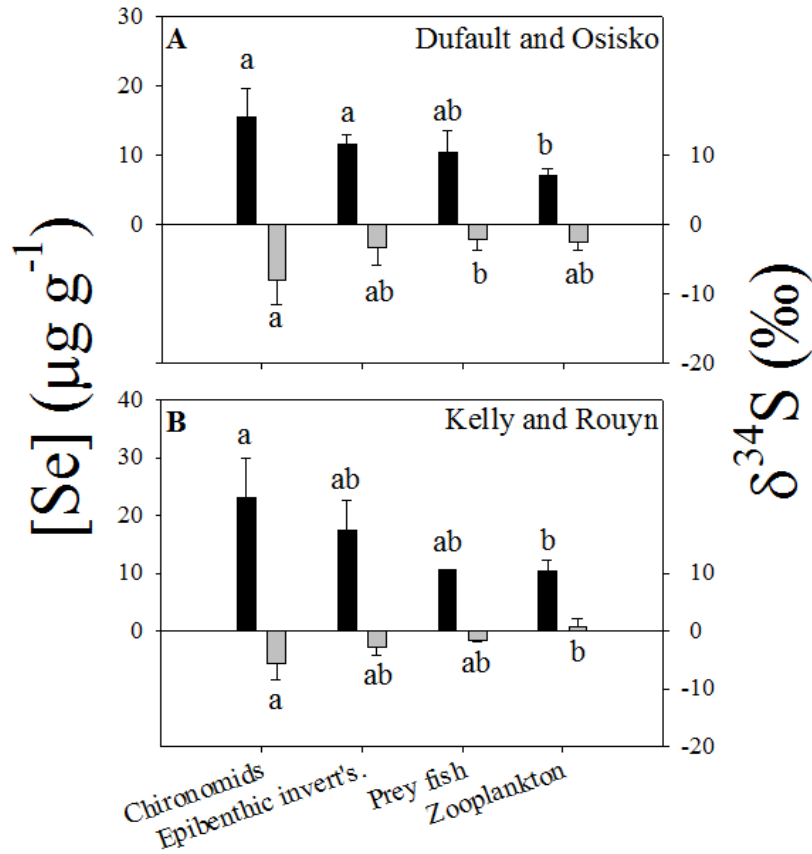 30
A
Dufault and Osisko
a
20
a
ab
b
10
10
0
0
ab
b
ab
-10
a
-20
[Se] (µg g⁻¹)
δ³⁴S (‰)
40
B
Kelly and Rouyn
a
30
ab
20
ab
b
10
10
0
0
ab
ab
b
a
-10
-20
Chironomids
Epibenthic invert's.
Prey fish
Zooplankton